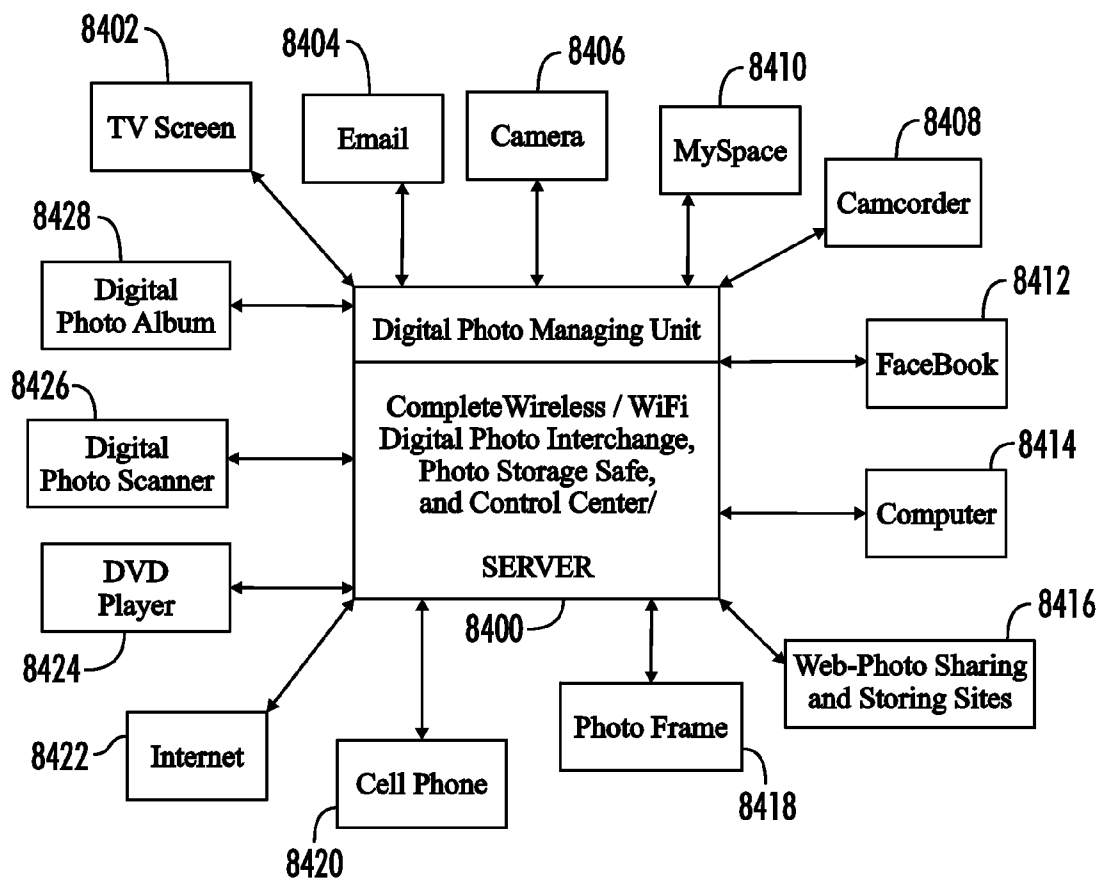 8402
TV Screen
8404
Email
8406
Camera
8410
MySpace
8408
Camcorder
8428
Digital
Photo Album
Digital Photo Managing Unit
8412
FaceBook
8426
Digital
Photo Scanner
CompleteWireless / WiFi
Digital Photo Interchange,
Photo Storage Safe,
and Control Center/
SERVER
8400
8414
Computer
DVD
Player
8424
8416
Web-Photo Sharing
and Storing Sites
8422
Internet
Cell Phone
8420
Photo Frame
8418